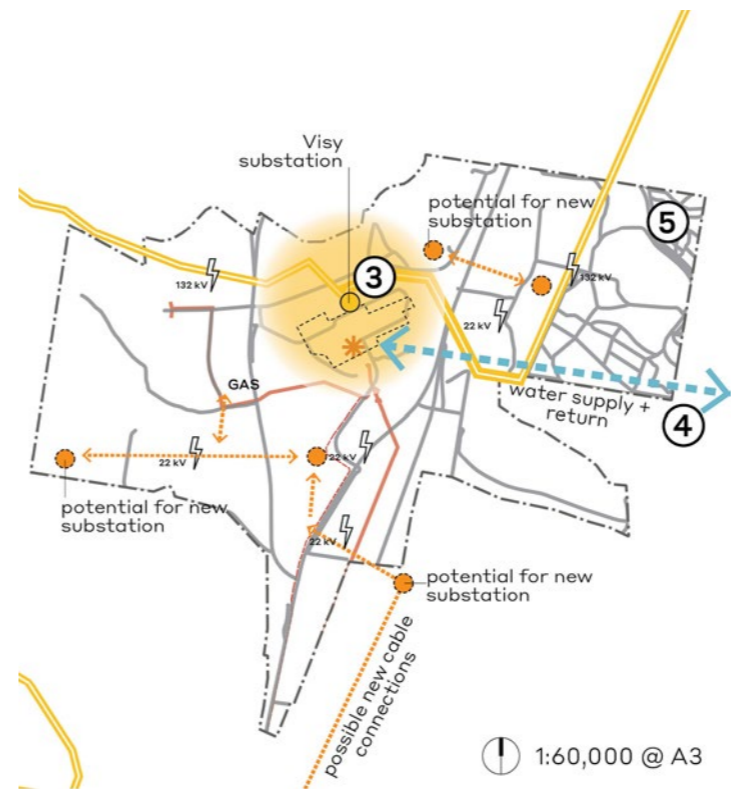 Visy
substation
potential for new
substation
5
3
132 kV
132 kV
22 kV
GAS
water supply +
return
4
22 kV
22 kV
potential for new
substation
22 kV
potential for new
substation
possible new cable
connections
1:60,000 @ A3